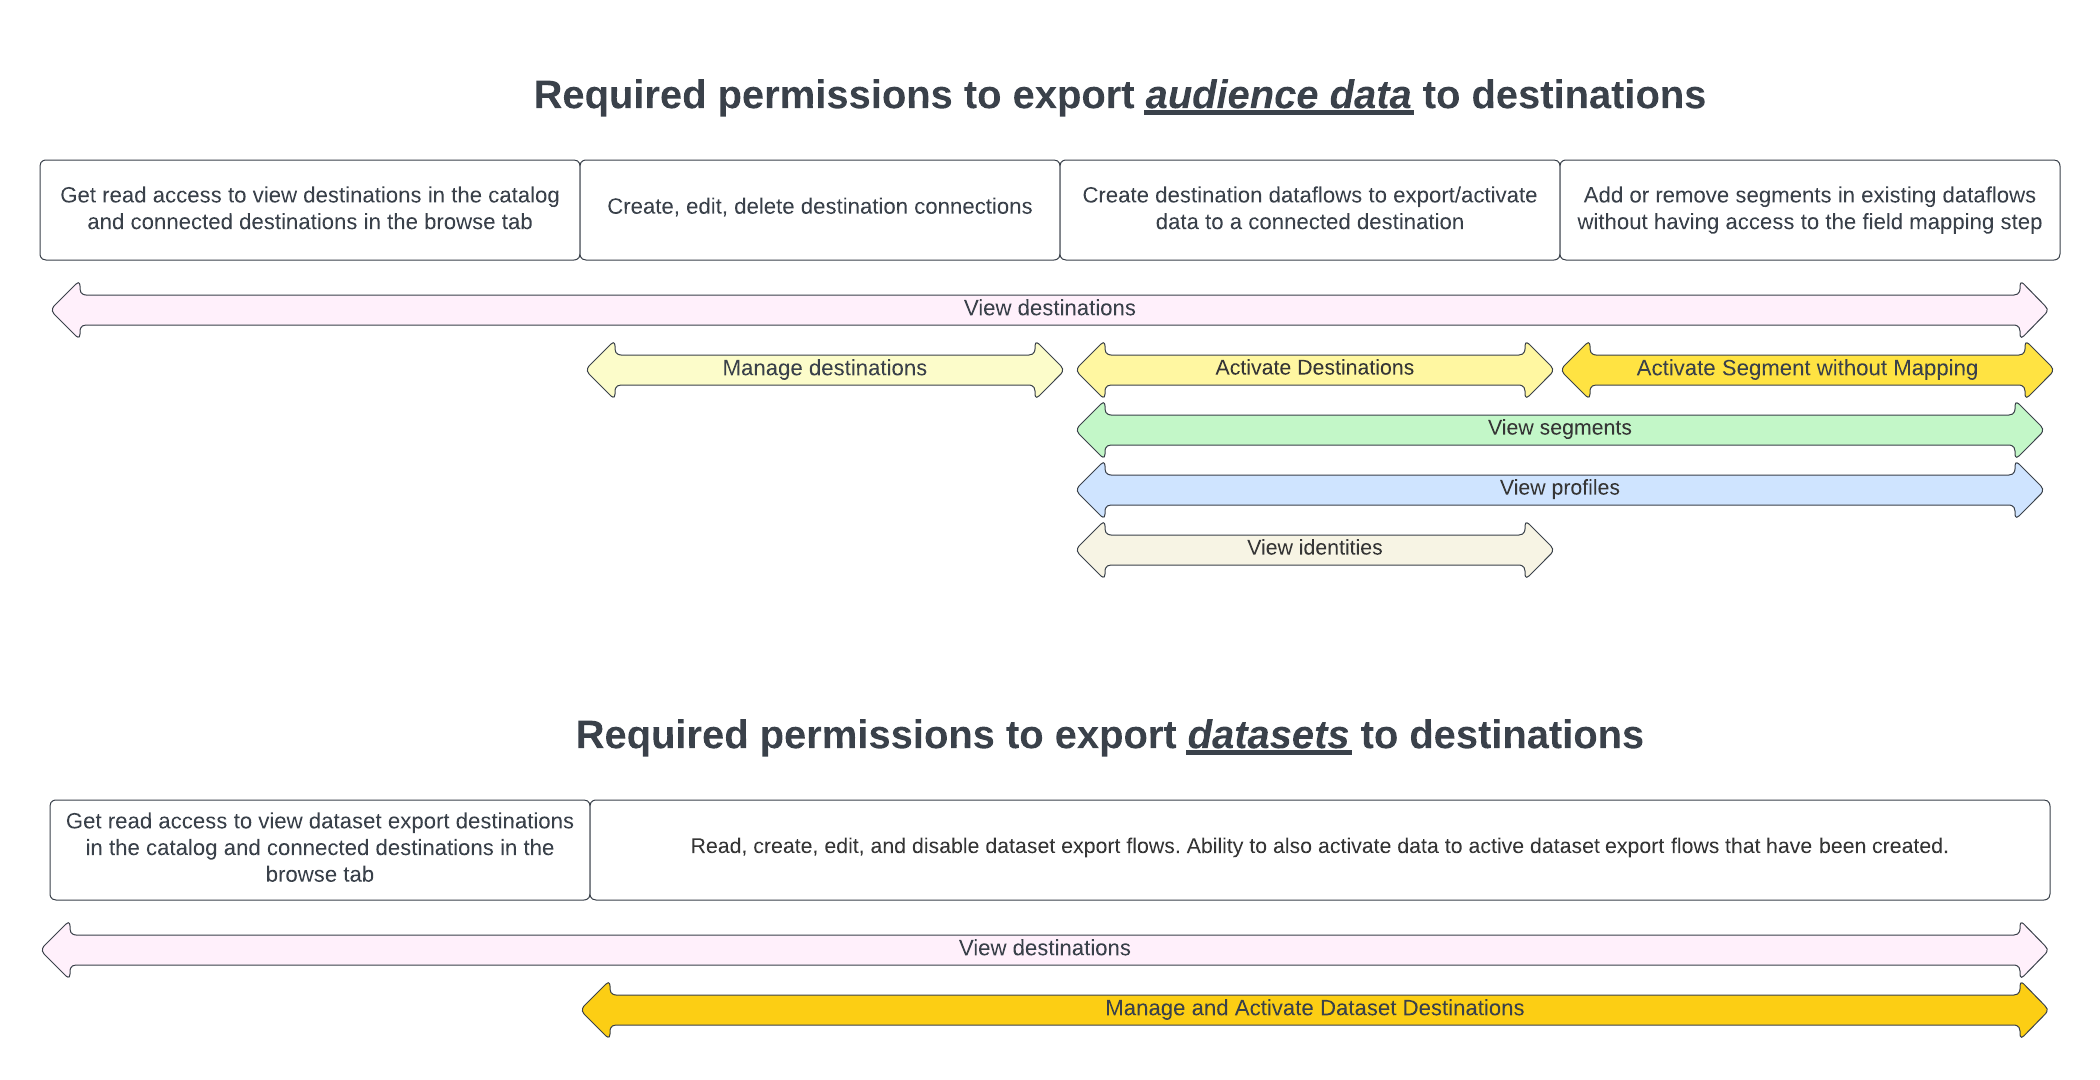 Required permissions to export audience data to destinations
Get read access to view destinations in the catalog
and connected destinations in the browse tab
Create, edit, delete destination connections
Create destination dataflows to export/activate
data to a connected destination
Add or remove segments in existing dataflows
without having access to the field mapping step
View destinations
Manage destinations
Activate Destinations
Activate Segment without Mapping
View segments
View profiles
View identities
Required permissions to export datasets to destinations
Get read access to view dataset export destinations
in the catalog and connected destinations in the
browse tab
Read, create, edit, and disable dataset export flows. Ability to also activate data to active dataset export flows that have been created.
View destinations
Manage and Activate Dataset Destinations